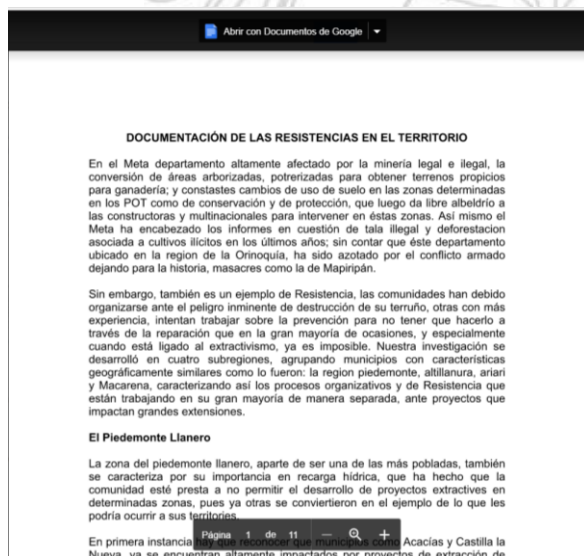 Abrir con Documentos de Google
DOCUMENTACIÓN DE LAS RESISTENCIAS EN EL TERRITORIO
En el Meta departamento altamente afectado por la minería legal e ilegal, la
conversión de áreas arborizadas, potrerizadas para obtener terrenos propicios
para ganadería; y constastes cambios de uso de suelo en las zonas determinadas
en los POT como de conservación y de protección, que luego da libre albeldrío a
las constructoras y multinacionales para intervenir en éstas zonas. Así mismo el
Meta ha encabezado los informes en cuestión de tala illegal y deforestacion
asociada a cultivos ilícitos en los últimos años; sin contar que éste departamento
ubicado en la region de la Orinoquía, ha sido azotado por el conflicto armado
dejando para la historia, masacres como la de Mapiripán.
Sin embargo, también es un ejemplo de Resistencia, las comunidades han debido
organizarse ante el peligro inminente de destrucción de su terruño, otras con más
experiencia, intentan trabajar sobre la prevención para no tener que hacerlo a
través de la reparación que en la gran mayoría de ocasiones, y especialmente
cuando está ligado al extractivismo, ya es imposible. Nuestra investigación se
desarrolló en cuatro subregiones, agrupando municipios con características
geográficamente similares como lo fueron: la region piedemonte, altillanura, ariari
y Macarena, caracterizando así los procesos organizativos y de Resistencia que
están trabajando en su gran mayoría de manera separada, ante proyectos que
impactan grandes extensiones.
El Piedemonte Llanero
La zona del piedemonte llanero, aparte de ser una de las más pobladas, también
se caracteriza por su importancia en recarga hídrica, que ha hecho que la
comunidad esté presta a no permitir el desarrollo de proyectos extractives en
determinadas zonas, pues ya otras se convirtieron en el ejemplo de lo que les
podría ocurrir a sus territories.
Página 1 de 11
En primera instancia hay que reconocer que municipios como Acacías y Castilla la
Nueva, ya se encuentran altamente impactados por proyectos de extracción de